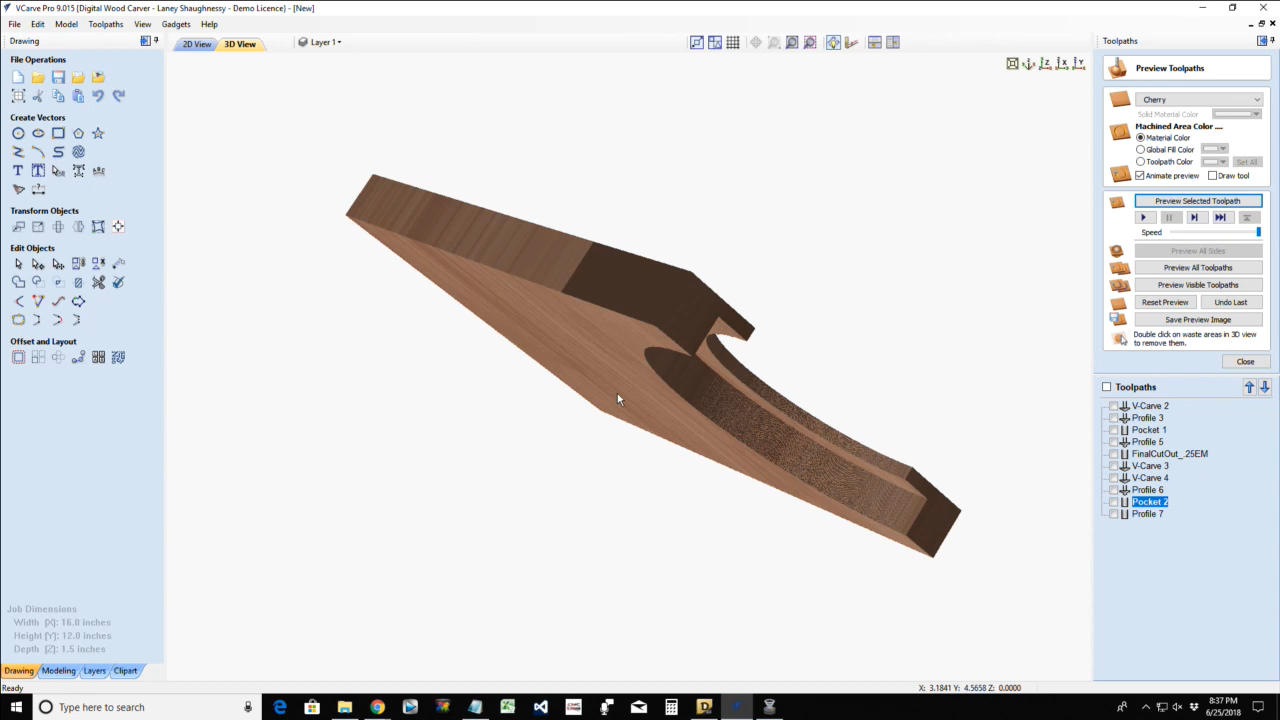 VCarve Pro 9.015 {Digital Wood Carver - Laney Shaughnessy - Demo Licence} - [New]
File Edit Model Toolpaths View Gadgets Help
Drawing
2D View 3D View Layer 1
Toolpaths
File Operations
Create Vectors
Transform Objects
Edit Objects
Offset and Layout
Job Dimensions
Width (X): 16.0 inches
Height (Y): 12.0 inches
Depth (Z): 1.5 inches
Drawing Modeling Layers Clipart
Ready
Preview Toolpaths
Cherry
Solid Material Color
Machined Area Color ....
Material Color
Global Fill Color
Toolpath Color Set All
Animate preview Draw tool
Preview Selected Toolpath
Speed
Preview All Sides
Preview All Toolpaths
Preview Visible Toolpaths
Reset Preview Undo Last
Save Preview Image
Double click on waste areas in 3D view
to remove them.
Close
Toolpaths
V-Carve 2
Profile 3
Pocket 1
Profile 5
FinalCutOut_.25EM
V-Carve 3
V-Carve 4
Profile 6
Pocket 2
Profile 7
X: 3.1841 Y: 4.5658 Z: 0.0000
Type here to search
8:37 PM
6/25/2018